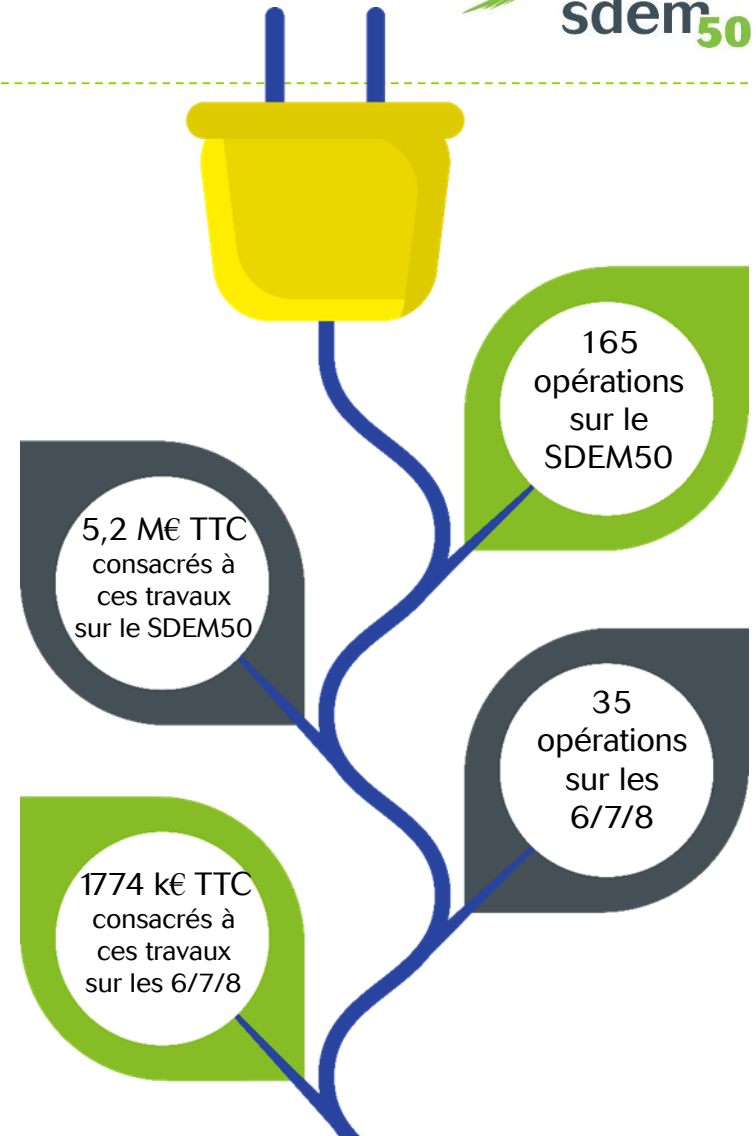 sdem50
165
opérations
sur le
SDEM50
5,2 M€ TTC
consacrés à
ces travaux
sur le SDEM50
35
opérations
sur les
6/7/8
1774 k€ TTC
consacrés à
ces travaux
sur les 6/7/8